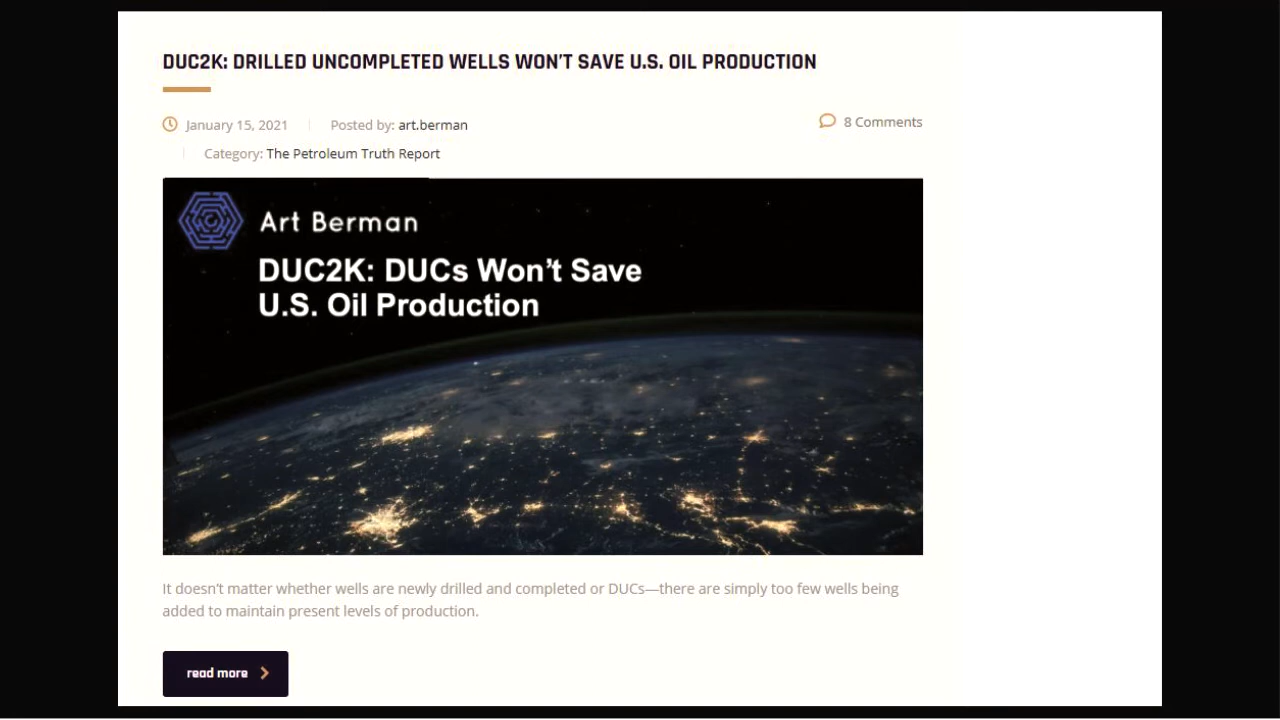 DUC2K: DRILLED UNCOMPLETED WELLS WON’T SAVE U.S. OIL PRODUCTION
January 15, 2021 Posted by: art.berman 8 Comments
Category: The Petroleum Truth Report
Art Berman
DUC2K: DUCs Won’t Save
U.S. Oil Production
It doesn’t matter whether wells are newly drilled and completed or DUCs—there are simply too few wells being
added to maintain present levels of production.
read more